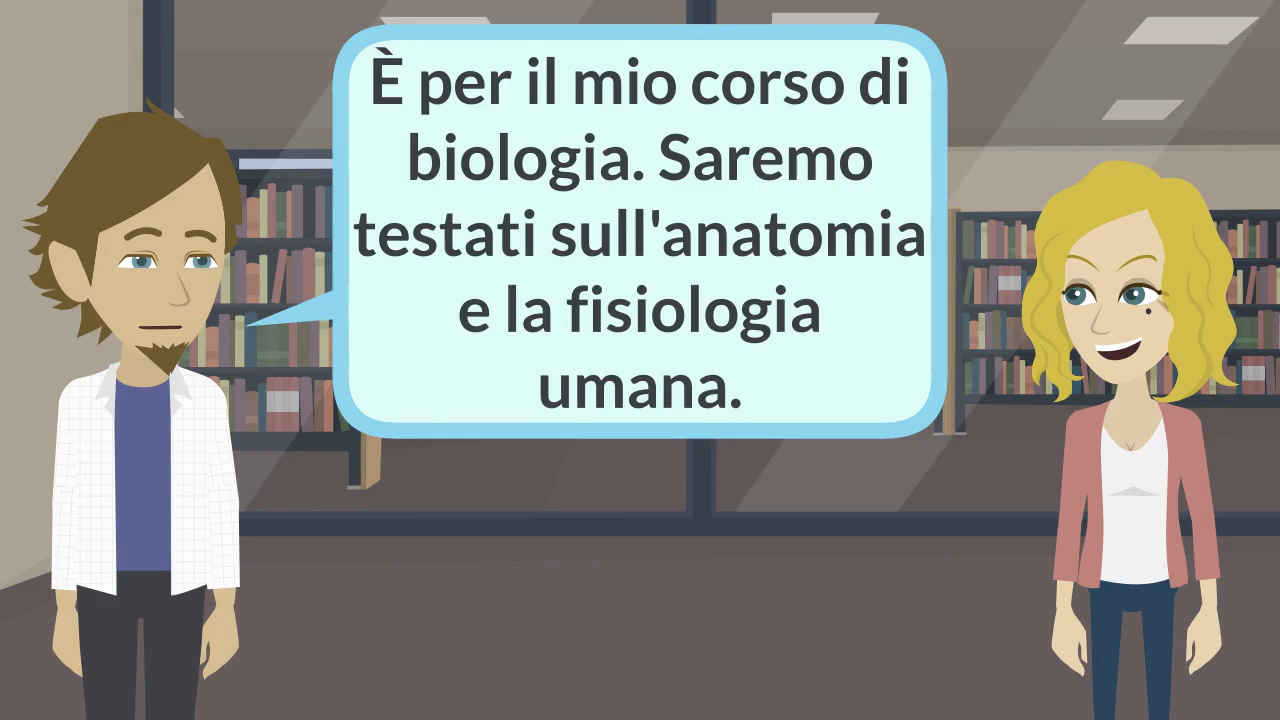 È per il mio corso di
biologia. Saremo
testati sull'anatomia
e la fisiologia
umana.